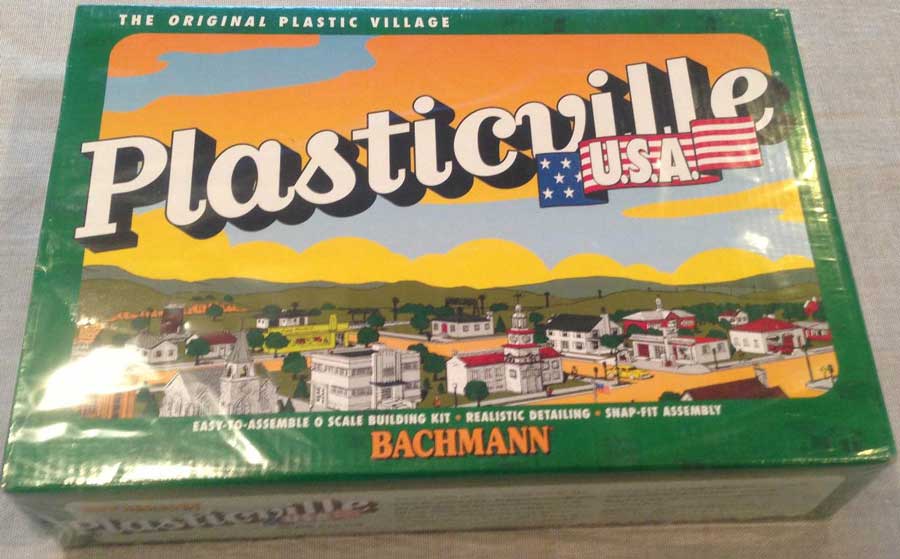 THE ORIGINAL PLASTIC VILLAGE
Plasticville
U.S.A.
EASY-TO-ASSEMBLE O SCALE BUILDING KIT • REALISTIC DETAILING • SNAP-FIT ASSEMBLY
BACHMANN
Plasticville